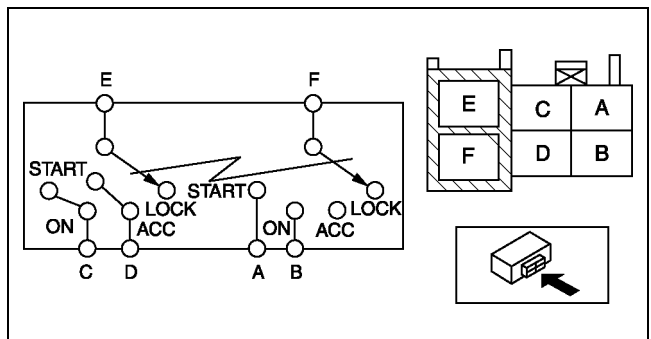 E F
E C A
F D B
START START
LOCK LOCK
ON ACC ON ACC
C D A B